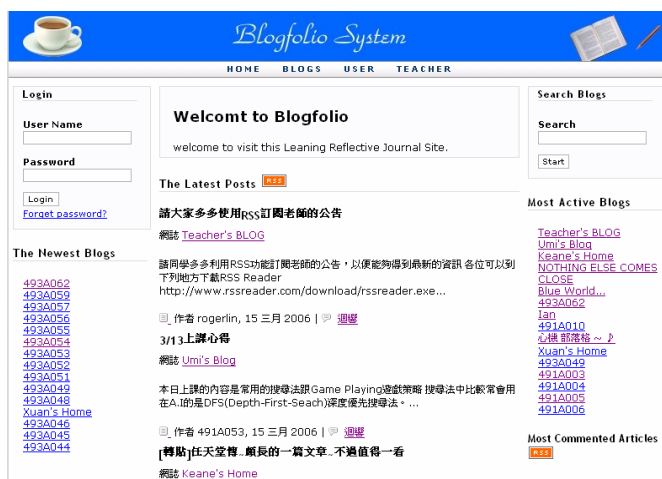 Blogfolio System
HOME BLOGS USER TEACHER
Login
User Name
Password
Login
Forget password?
The Newest Blogs
493A062
493A059
493A057
493A056
493A055
493A054
493A053
493A052
493A051
493A049
493A048
Xuan's Home
493A046
493A045
493A044
Welcomt to Blogfolio
welcome to visit this Leaning Reflective Journal Site.
The Latest Posts RSS
請大家多多使用RSS訂閱老師的公告
網誌 Teacher's BLOG
請同學多多利用RSS功能訂閱老師的公告，以便能夠得到最新的資訊 各位可以到
下列地方下載RSS Reader
http://www.rssreader.com/download/rssreader.exe...
作者 rogerlin, 15 三月 2006 | 迴響
3/13上課心得
網誌 Umi's Blog
本日上課的內容是常用的搜尋法跟Game Playing遊戲策略 搜尋法中比較常會用
在A.I的是DFS(Depth-First-Seach)深度優先搜尋法。...
作者 491A053, 15 三月 2006 | 迴響
[轉貼]任天堂傳..頗長的一篇文章..不過值得一看
網誌 Keane's Home
Search Blogs
Search
Start
Most Active Blogs
Teacher's BLOG
Umi's Blog
Keane's Home
NOTHING ELSE COMES
CLOSE
Blue World...
493A062
Ian
491A010
心機 部落格 ～ ♪
Xuan's Home
493A049
491A003
491A004
491A005
491A006
Most Commented Articles
RSS